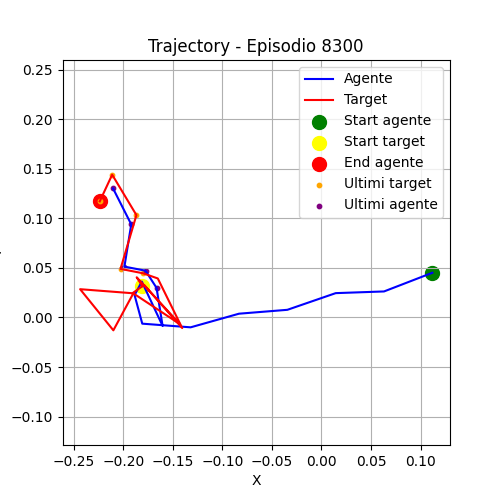 Trajectory - Episodio 8300
Agente
Target
Start agente
Start target
End agente
Ultimi target
Ultimi agente
0.25
0.20
0.15
0.10
0.05
0.00
−0.05
−0.10
−0.25
−0.20
−0.15
−0.10
−0.05
0.00
0.05
0.10
X